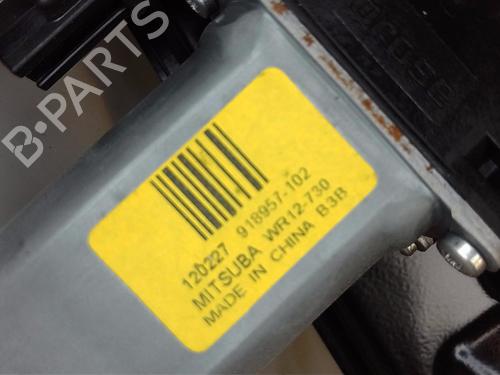 B·PARTS
120227 918957-102
MITSUBA WR12-730
MADE IN CHINA B3B